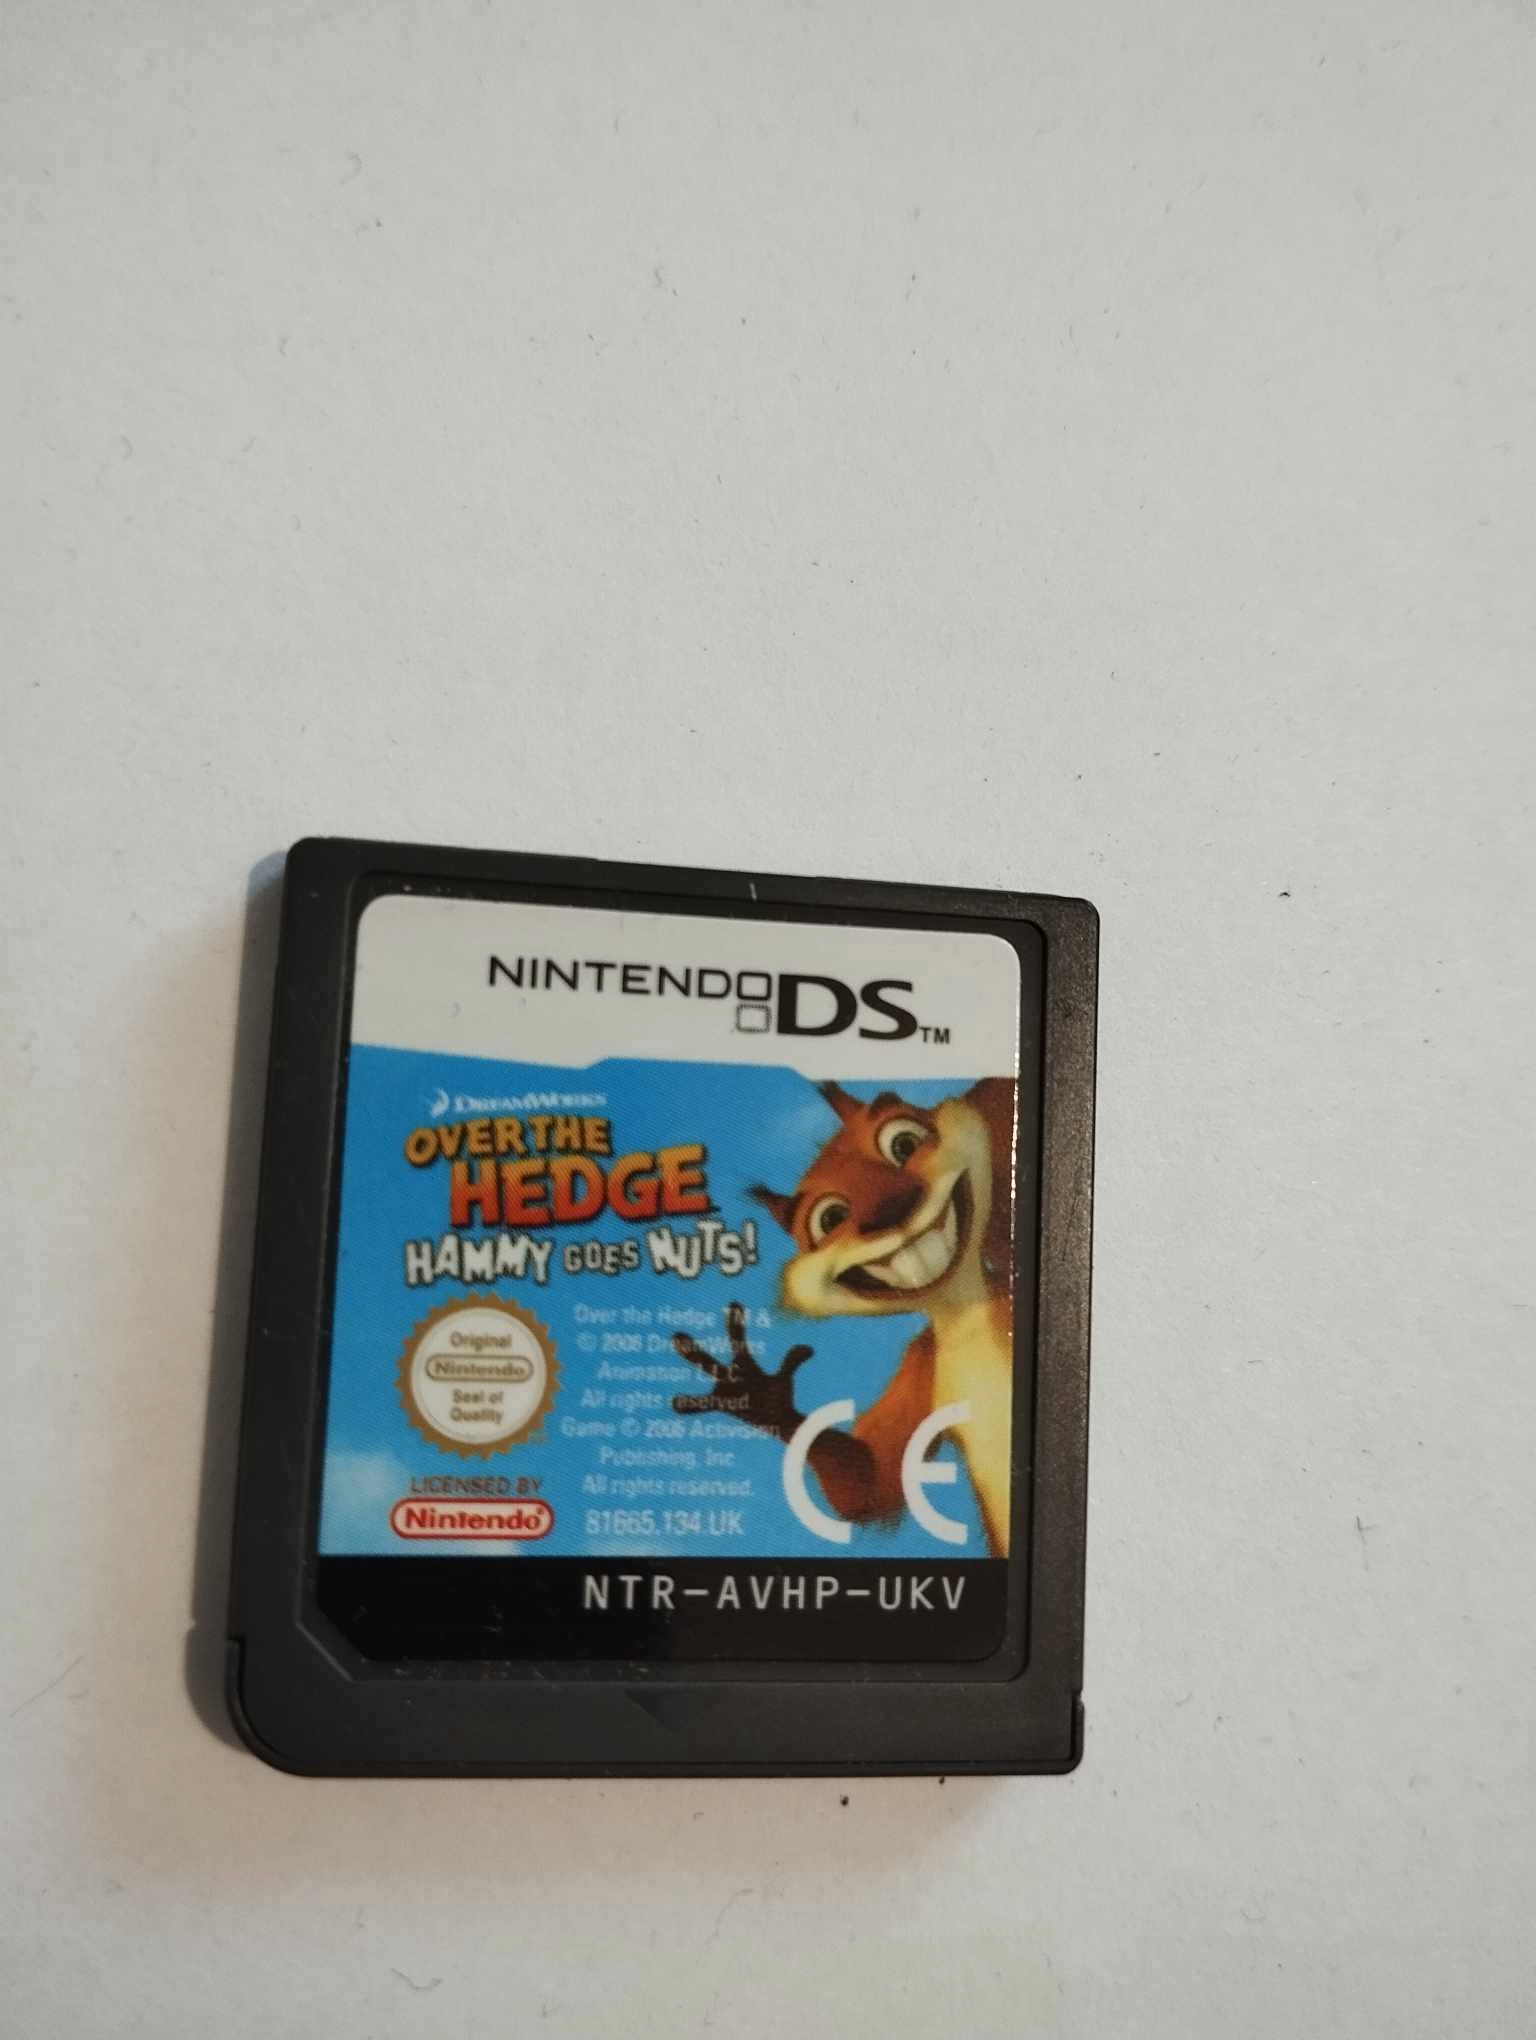 NINTENDO DS™
DREAMWORKS
OVER THE
HEDGE
HAMMY GOES NUTS!
Original
Nintendo
Seal of
Quality
LICENSED BY
Nintendo®
Over the Hedge TM &
© 2006 DreamWorks
Animation L.L.C.
All rights reserved.
Game © 2006 Activision
Publishing, Inc.
All rights reserved.
81665.134.UK
CE
NTR-AVHP-UKV